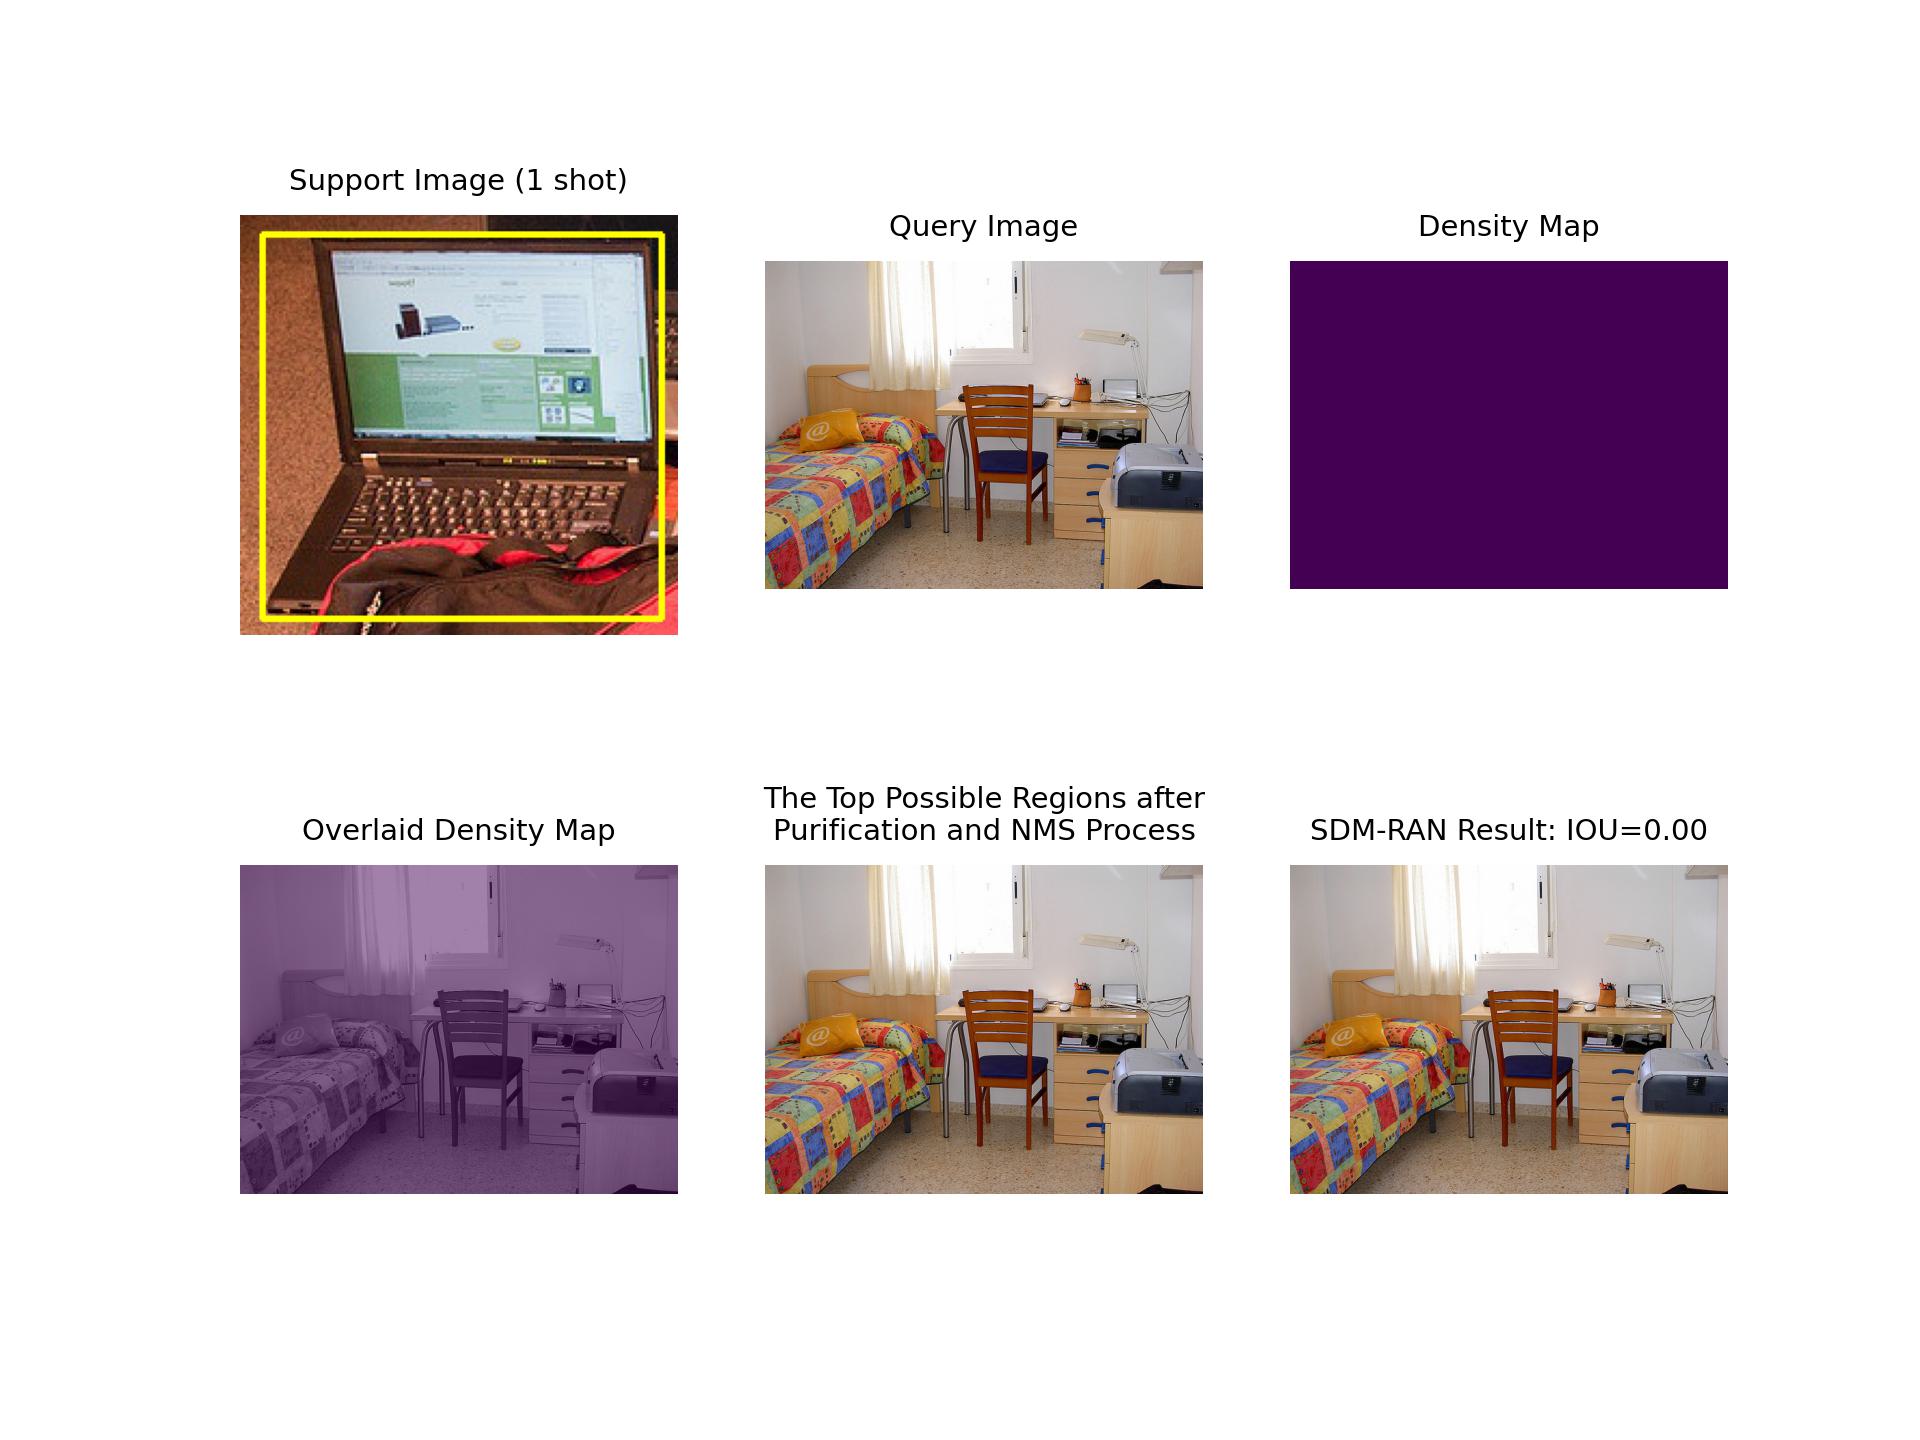 Support Image (1 shot)
Query Image
Density Map
woot!
Overlaid Density Map
The Top Possible Regions after
Purification and NMS Process
SDM-RAN Result: IOU=0.00
@
@
@
@